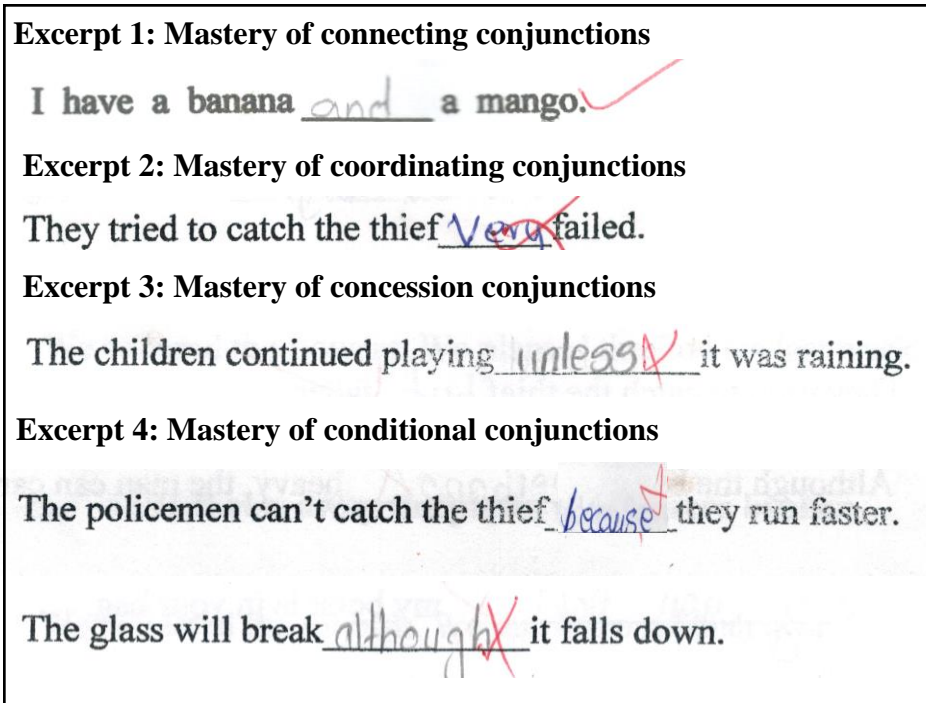 Excerpt 1: Mastery of connecting conjunctions
I have a banana and a mango.
Excerpt 2: Mastery of coordinating conjunctions
They tried to catch the thief Very failed.
Excerpt 3: Mastery of concession conjunctions
The children continued playing unless it was raining.
Excerpt 4: Mastery of conditional conjunctions
The policemen can't catch the thief because they run faster.
The glass will break although it falls down.